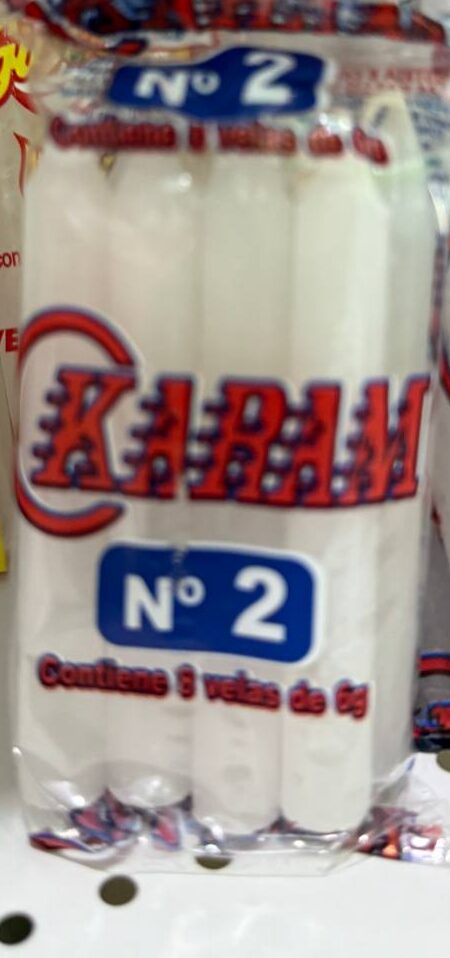 Nº 2
KARAM
Nº 2
Contiene 8 velas de 6g